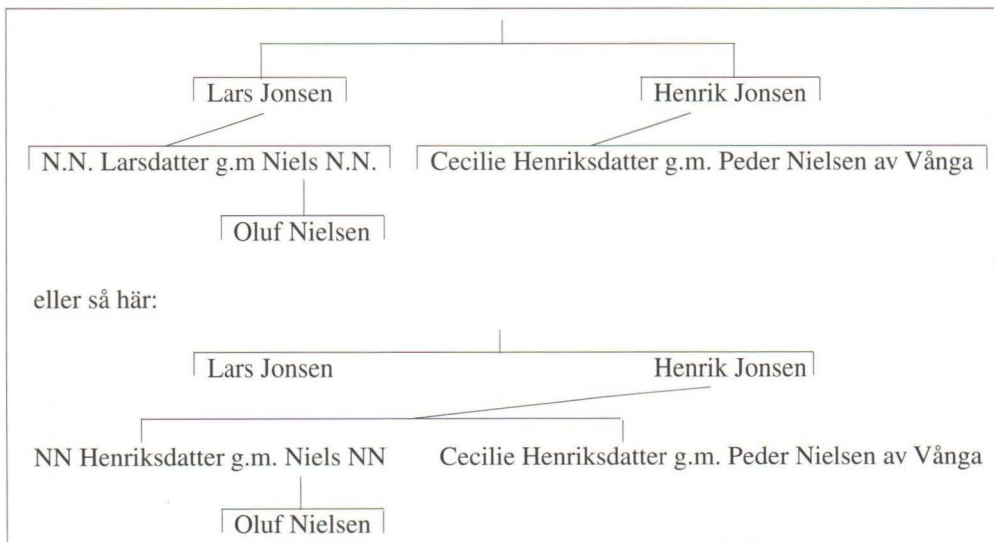 Lars Jonsen Henrik Jonsen
N.N. Larsdatter g.m Niels N.N. Cecilie Henriksdatter g.m. Peder Nielsen av Vånga
Oluf Nielsen
eller så här:
Lars Jonsen Henrik Jonsen
NN Henriksdatter g.m. Niels NN Cecilie Henriksdatter g.m. Peder Nielsen av Vånga
Oluf Nielsen